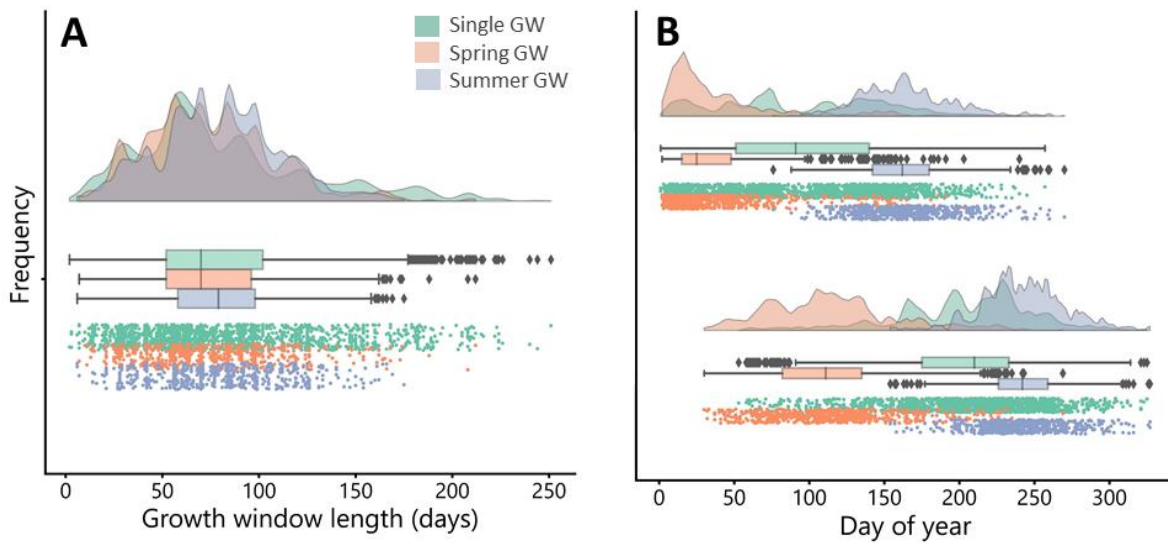 A
Single GW
Spring GW
Summer GW
Frequency
0 50 100 150 200 250
Growth window length (days)
B
0 50 100 150 200 250 300
Day of year